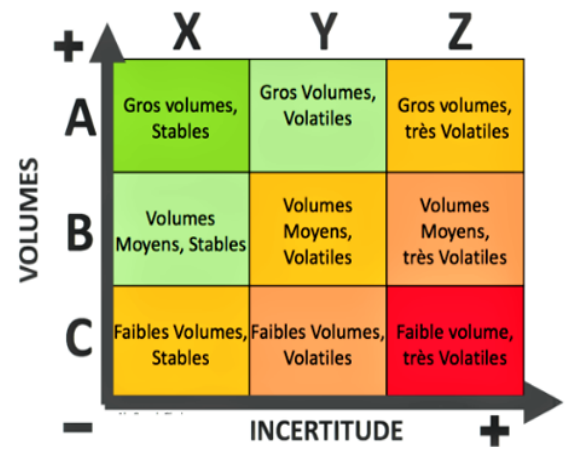 + X Y Z
A
Gros volumes,
Stables
Gros Volumes,
Volatiles
Gros volumes,
très Volatiles
VOLUMES
B
Volumes
Moyens, Stables
Volumes
Moyens,
Volatiles
Volumes
Moyens,
très Volatiles
C
Faibles Volumes,
Stables
Faibles Volumes,
Volatiles
Faible volume,
très Volatiles
− INCERTITUDE +